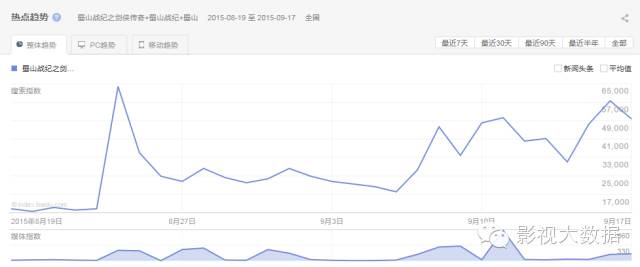 热点趋势 ? 蜀山战纪之剑侠传奇+蜀山战纪+蜀山 2015-08-19 至 2015-09-17 全国
整体趋势 PC趋势 移动趋势 最近7天 最近30天 最近90天 最近半年 全部
蜀山战纪之剑... 新闻头条 平均值
搜索指数 65,000
57,000
49,000
41,000
33,000
25,000
17,000
© index.baidu.com
2015年8月19日 8月27日 9月3日 9月10日 9月17日
媒体指数 影视大数据 660
330